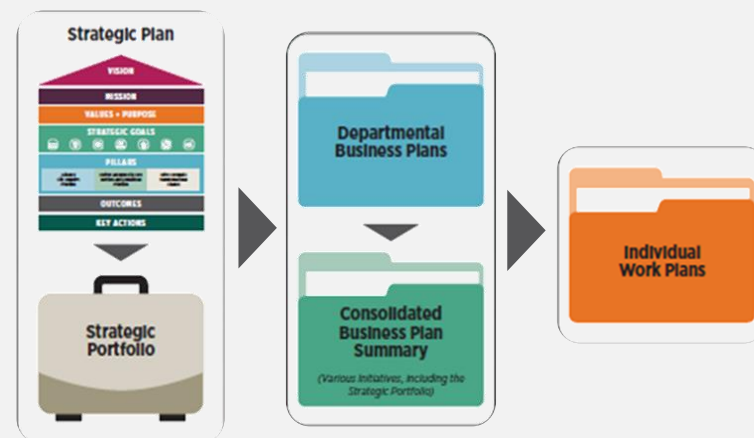 Strategic Plan
VISION
MISSION
VALUES + PURPOSE
STRATEGIC GOALS
PILLARS
OUTCOMES
KEY ACTIONS
Strategic
Portfolio
Departmental
Business Plans
Consolidated
Business Plan
Summary
(Various Initiatives, including the
Strategic Portfolio)
Individual
Work Plans